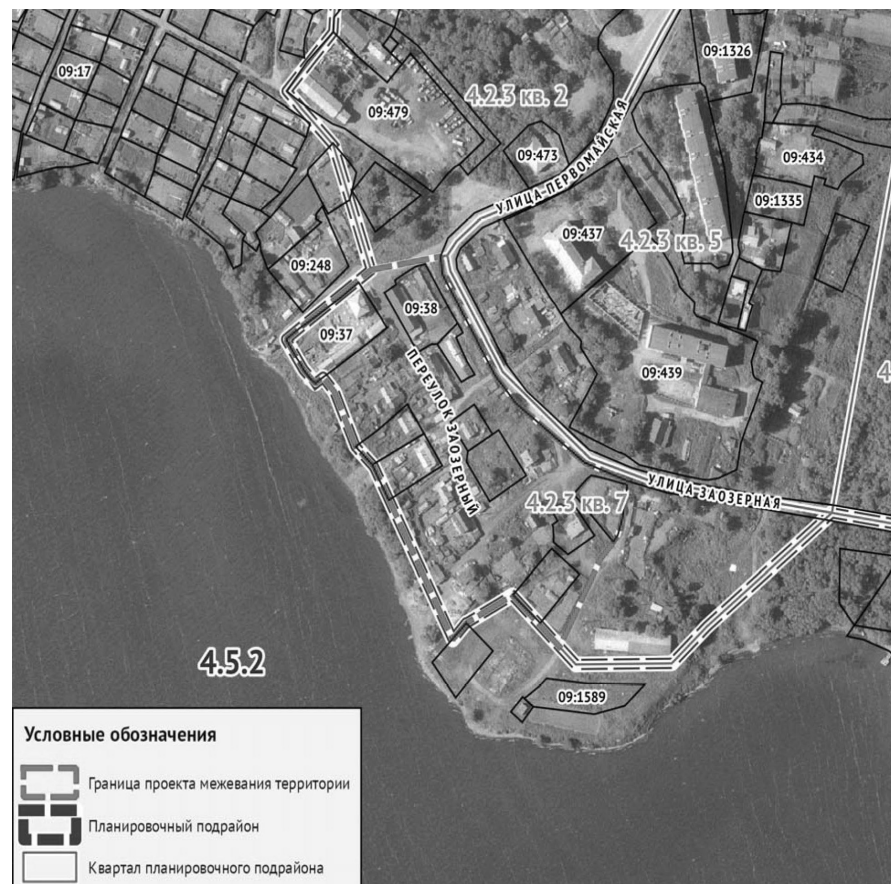 09:17
09:1326
4.2.3 кв. 2
09:479
09:473
УЛИЦА ПЕРВОМАЙСКАЯ
09:434
09:1335
09:437
4.2.3 кв. 5
09:248
09:38
09:37
ПЕРЕУЛОК ЗАОЗЕРНЫЙ
09:439
4
УЛИЦА ЗАОЗЕРНАЯ
4.2.3 кв. 7
4.5.2
09:1589
Условные обозначения
Граница проекта межевания территории
Планировочный подрайон
Квартал планировочного подрайона